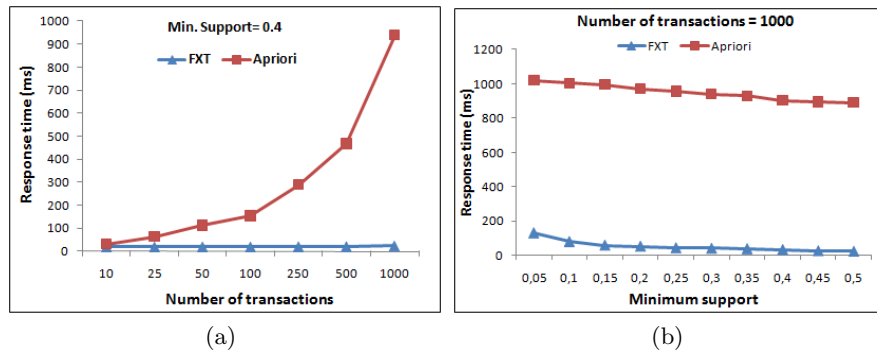 Min. Support= 0.4
FXT Apriori
Response time (ms)
1000
900
800
700
600
500
400
300
200
100
0
10 25 50 100 250 500 1000
Number of transactions
(a)
Number of transactions = 1000
FXT Apriori
Response time (ms)
1200
1000
800
600
400
200
0
0,05 0,1 0,15 0,2 0,25 0,3 0,35 0,4 0,45 0,5
Minimum support
(b)